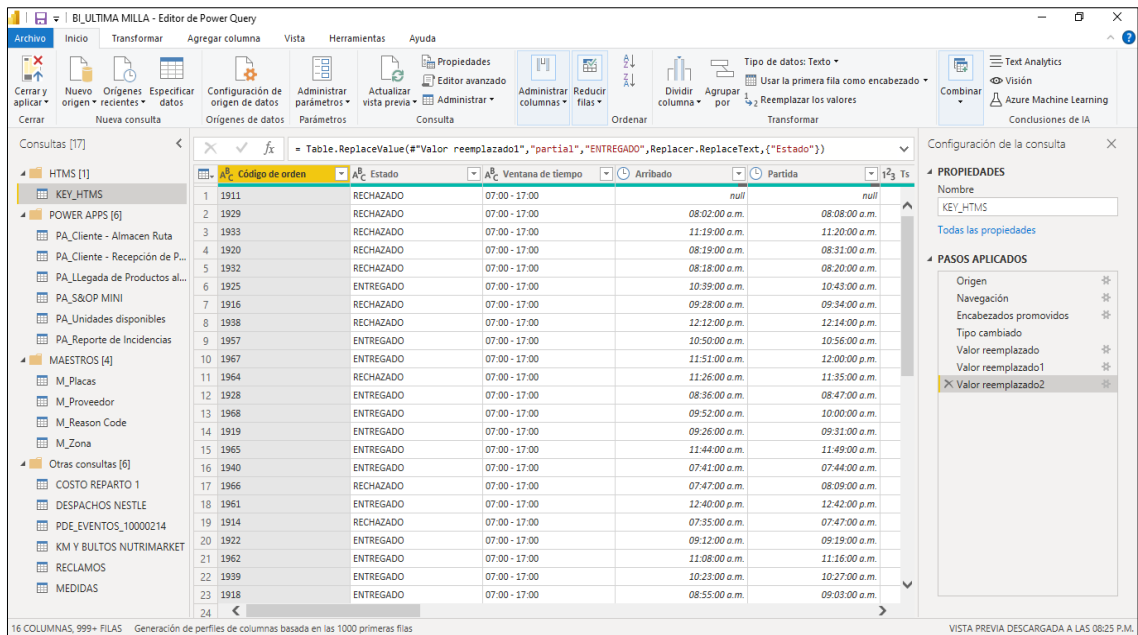 BI_ULTIMA MILLA - Editor de Power Query
Archivo Inicio Transformar Agregar columna Vista Herramientas Ayuda
Cerrar y aplicar
Nuevo origen
Orígenes recientes
Especificar datos
Configuración de origen de datos
Administrar parámetros
Actualizar vista previa
Propiedades
Editor avanzado
Administrar
Administrar columnas
Reducir filas
Dividir columna
Agrupar por
Tipo de datos: Texto
Usar la primera fila como encabezado
Reemplazar los valores
Combinar
Text Analytics
Visión
Azure Machine Learning
Cerrar Nueva consulta Orígenes de datos Parámetros Consulta Ordenar Transformar Conclusiones de IA
Consultas [17]
HTMS [1]
KEY_HTMS
POWER APPS [6]
PA_Cliente - Almacen Ruta
PA_Cliente - Recepción de P...
PA_LLegada de Productos al...
PA_S&OP MINI
PA_Unidades disponibles
PA_Reporte de Incidencias
MAESTROS [4]
M_Placas
M_Proveedor
M_Reason Code
M_Zona
Otras consultas [6]
COSTO REPARTO 1
DESPACHOS NESTLE
PDE_EVENTOS_10000214
KM Y BULTOS NUTRIMARKET
RECLAMOS
MEDIDAS
fx = Table.ReplaceValue(#"Valor reemplazado1","partial","ENTREGADO",Replacer.ReplaceText,{"Estado"})
Código de orden Estado Ventana de tiempo Arribado Partida Ts
1 1911 RECHAZADO 07:00 - 17:00 null null
2 1929 RECHAZADO 07:00 - 17:00 08:02:00 a.m. 08:08:00 a.m.
3 1933 RECHAZADO 07:00 - 17:00 11:19:00 a.m. 11:20:00 a.m.
4 1920 RECHAZADO 07:00 - 17:00 08:19:00 a.m. 08:31:00 a.m.
5 1932 RECHAZADO 07:00 - 17:00 08:18:00 a.m. 08:20:00 a.m.
6 1925 ENTREGADO 07:00 - 17:00 10:39:00 a.m. 10:43:00 a.m.
7 1916 RECHAZADO 07:00 - 17:00 09:28:00 a.m. 09:34:00 a.m.
8 1938 RECHAZADO 07:00 - 17:00 12:12:00 p.m. 12:14:00 p.m.
9 1957 ENTREGADO 07:00 - 17:00 10:50:00 a.m. 10:56:00 a.m.
10 1967 ENTREGADO 07:00 - 17:00 11:51:00 a.m. 12:00:00 p.m.
11 1964 RECHAZADO 07:00 - 17:00 11:26:00 a.m. 11:35:00 a.m.
12 1928 ENTREGADO 07:00 - 17:00 08:36:00 a.m. 08:47:00 a.m.
13 1968 ENTREGADO 07:00 - 17:00 09:52:00 a.m. 10:00:00 a.m.
14 1919 ENTREGADO 07:00 - 17:00 09:26:00 a.m. 09:31:00 a.m.
15 1965 ENTREGADO 07:00 - 17:00 11:44:00 a.m. 11:49:00 a.m.
16 1940 ENTREGADO 07:00 - 17:00 07:41:00 a.m. 07:44:00 a.m.
17 1966 RECHAZADO 07:00 - 17:00 07:47:00 a.m. 08:09:00 a.m.
18 1961 ENTREGADO 07:00 - 17:00 12:40:00 p.m. 12:42:00 p.m.
19 1914 RECHAZADO 07:00 - 17:00 07:35:00 a.m. 07:47:00 a.m.
20 1922 ENTREGADO 07:00 - 17:00 09:12:00 a.m. 09:19:00 a.m.
21 1962 ENTREGADO 07:00 - 17:00 11:08:00 a.m. 11:16:00 a.m.
22 1939 ENTREGADO 07:00 - 17:00 10:23:00 a.m. 10:27:00 a.m.
23 1918 ENTREGADO 07:00 - 17:00 08:55:00 a.m. 09:03:00 a.m.
24
Configuración de la consulta
PROPIEDADES
Nombre
KEY_HTMS
Todas las propiedades
PASOS APLICADOS
Origen
Navegación
Encabezados promovidos
Tipo cambiado
Valor reemplazado
Valor reemplazado1
Valor reemplazado2
16 COLUMNAS, 999+ FILAS Generación de perfiles de columnas basada en las 1000 primeras filas VISTA PREVIA DESCARGADA A LAS 08:25 P.M.